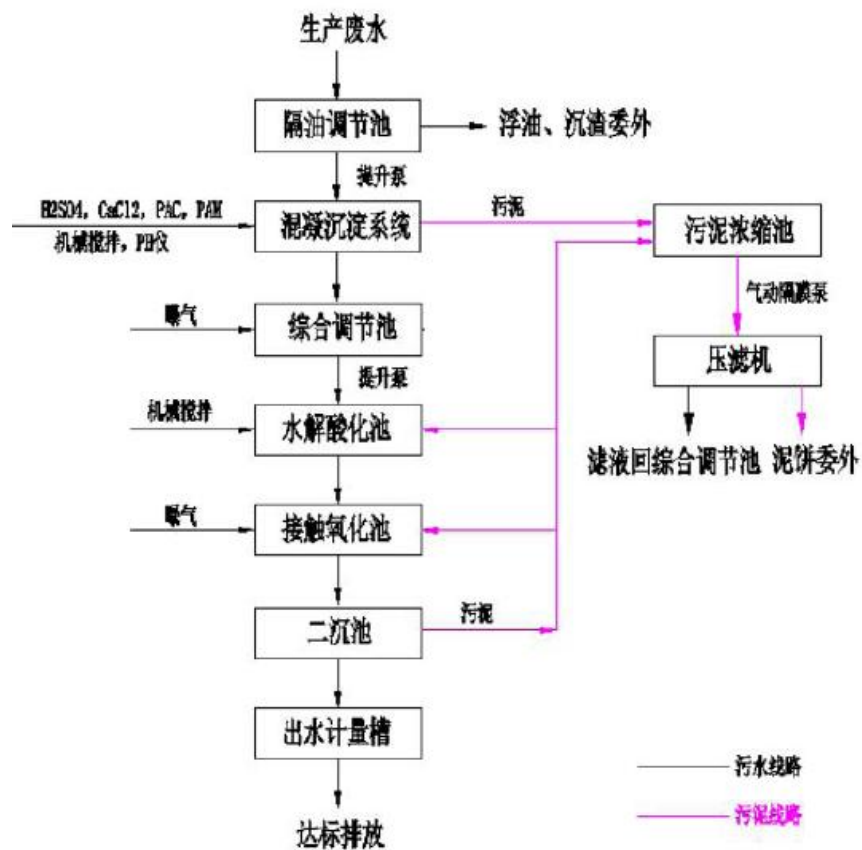 生产废水
隔油调节池
浮油、沉渣委外
提升泵
H2SO4, CaCl2, PAC, PAM
机械搅拌, PH仪
混凝沉淀系统
污泥
污泥浓缩池
气动隔膜泵
曝气
综合调节池
压滤机
提升泵
机械搅拌
水解酸化池
滤液回综合调节池
泥饼委外
曝气
接触氧化池
二沉池
污泥
出水计量槽
污水线路
污泥线路
达标排放